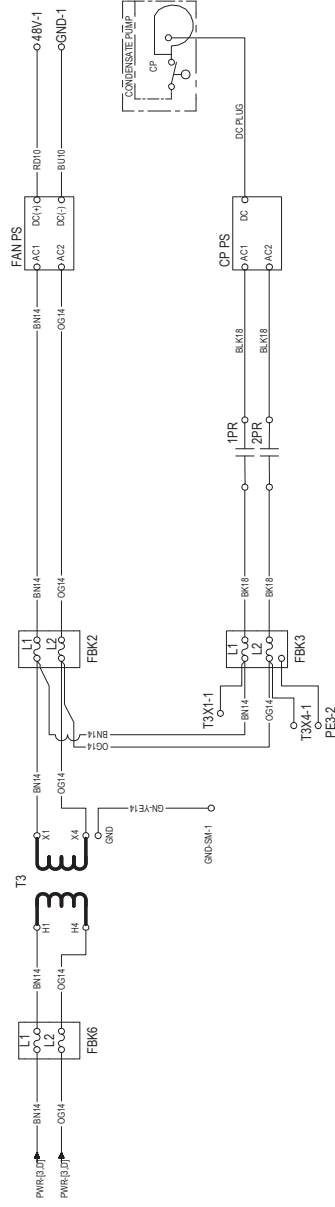 PWR-[3,D]
PWR-[3,D]
BN14
OG14
L1
L2
FBK6
BN14
OG14
H1
H4
T3
X1
X4
GND
GN-YE14
GND-SM-1
BN14
OG14
BN14
OG14
L1
L2
FBK2
BN14
OG14
BN14
OG14
FAN PS
AC1
AC2
DC(+)
DC(-)
RD10
BU10
48V-1
GND-1
T3X1-1
BN14
OG14
T3X4-1
PE3-2
L1
L2
FBK3
BK18
BK18
1PR
2PR
BLK18
BLK18
CP PS
AC1
AC2
DC
DC PLUG
CONDENSATE PUMP
CP